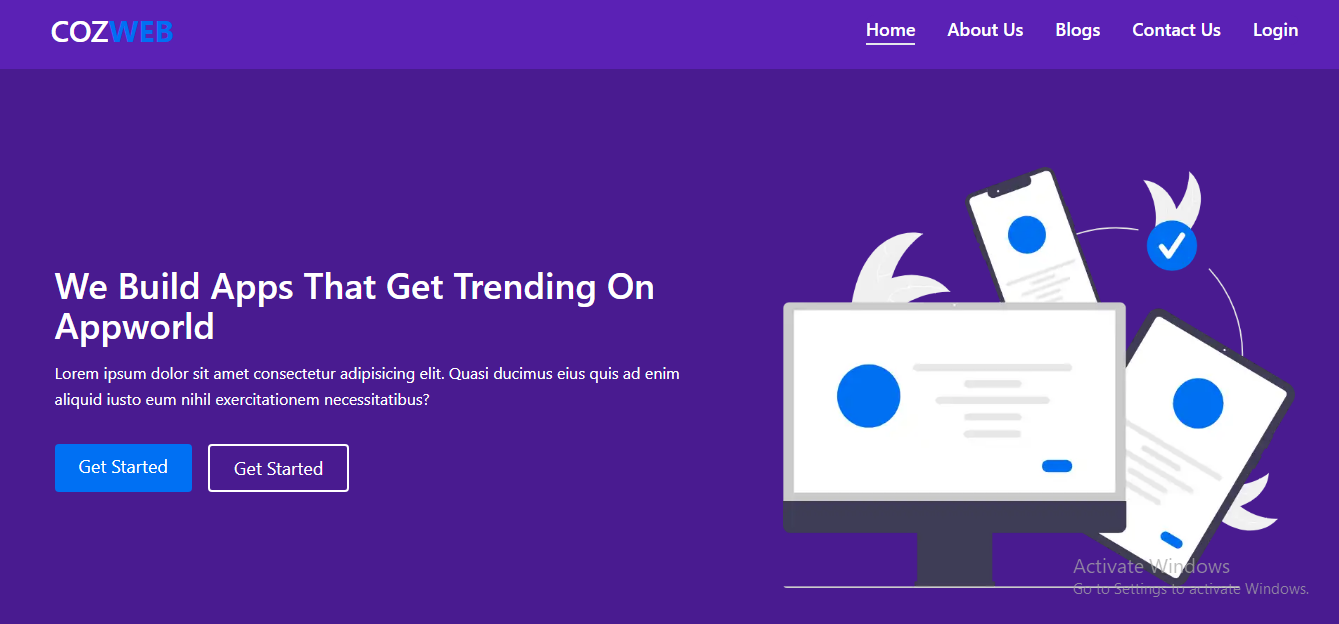 COZWEB
Home About Us Blogs Contact Us Login
We Build Apps That Get Trending On
Appworld
Lorem ipsum dolor sit amet consectetur adipisicing elit. Quasi ducimus eius quis ad enim
aliquid iusto eum nihil exercitationem necessitatibus?
Get Started Get Started
Activate Windows
Go to Settings to activate Windows.